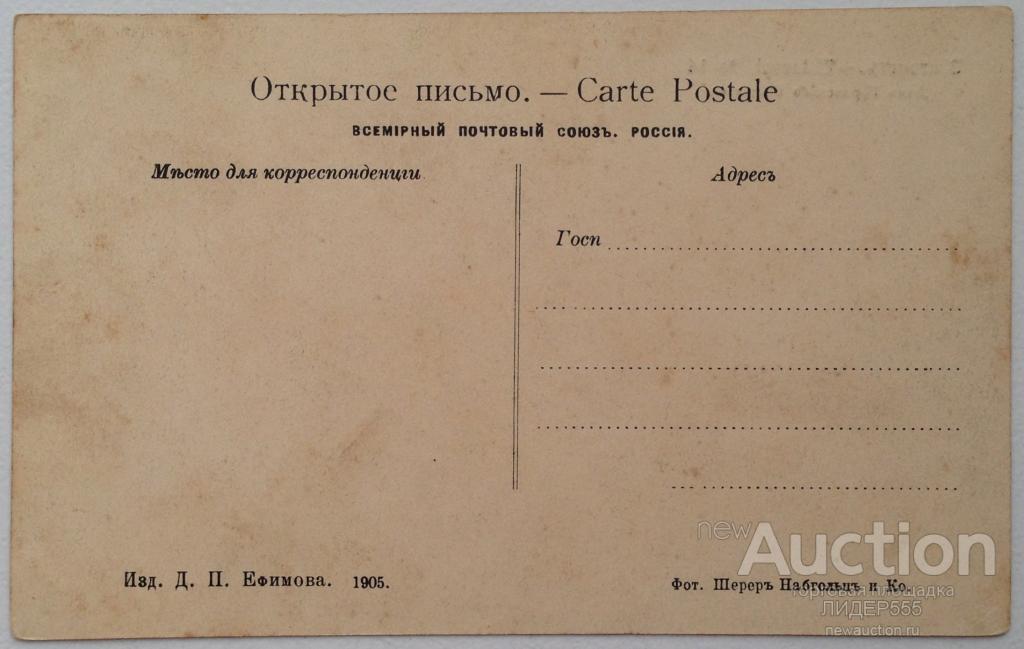 Открытое письмо. — Carte Postale
ВСЕМІРНЫЙ ПОЧТОВЫЙ СОЮЗЪ. РОССІЯ.
Мѣсто для корреспонденціи
Адресъ
Госп
Изд. Д. П. Ефимова. 1905.
Фот. Шереръ Набгольцъ и Ко.
newAuction
торговая площадка
ЛИДЕР555
newauction.ru